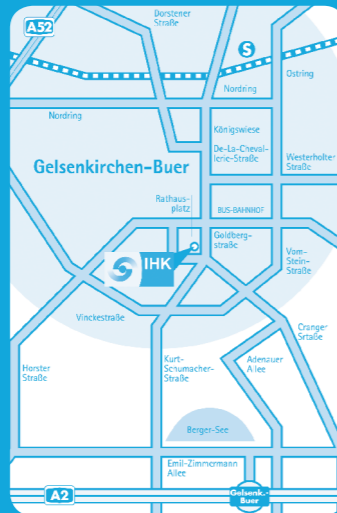 Dorstener
Straße
A52
S
Ostring
Nordring
Nordring
Königswiese
De-La-Cheval-
lerie-Straße
Westerholter
Straße
Gelsenkirchen-Buer
Rathaus-
platz
BUS-BAHNHOF
Goldberg-
straße
Vom-
Stein-
Straße
IHK
Vinckestraße
Cranger
Srtaße
Horster
Straße
Kurt-
Schumacher-
Straße
Adenauer
Allee
Berger-See
Emil-Zimmermann
Allee
A2
Gelsenk.-
Buer